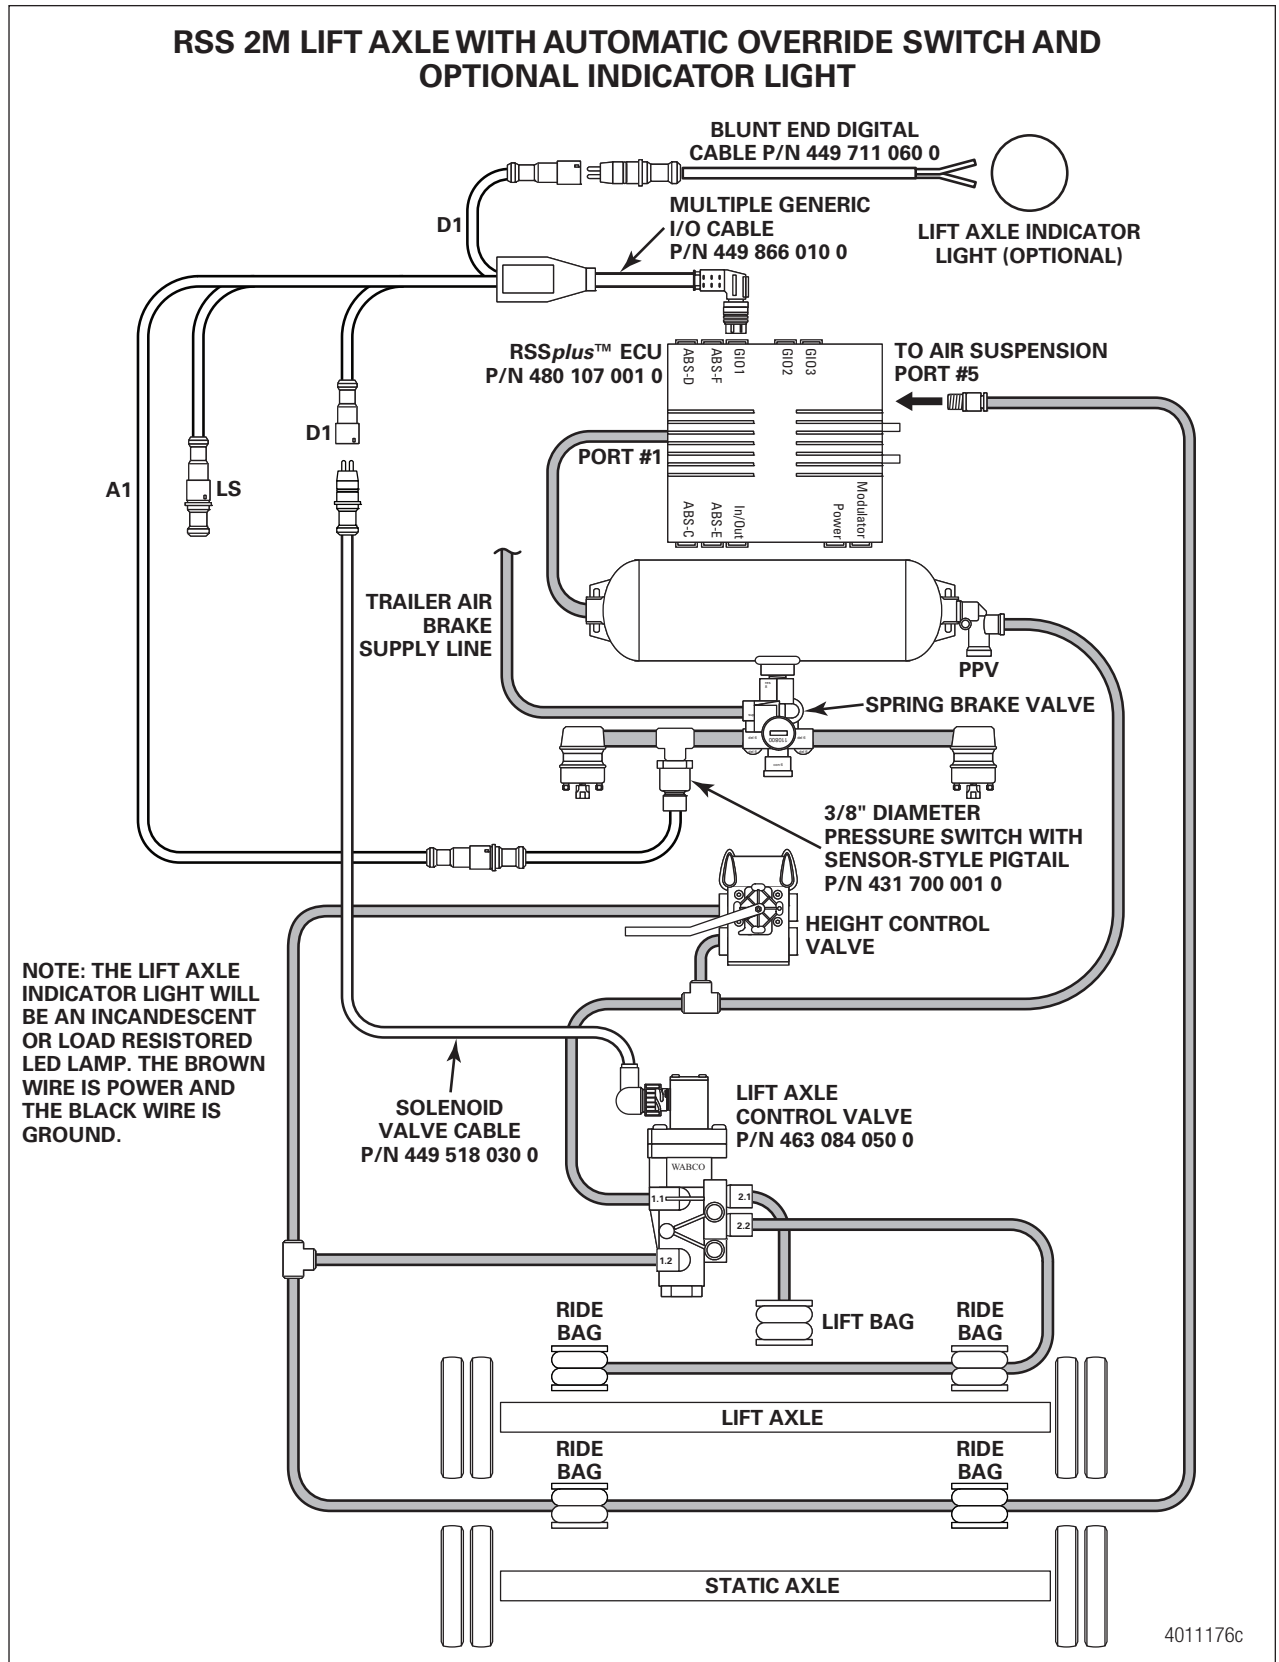 RSS 2M LIFT AXLE WITH AUTOMATIC OVERRIDE SWITCH AND
OPTIONAL INDICATOR LIGHT
BLUNT END DIGITAL
CABLE P/N 449 711 060 0
D1
MULTIPLE GENERIC
I/O CABLE
P/N 449 866 010 0
LIFT AXLE INDICATOR
LIGHT (OPTIONAL)
RSSplus™ ECU
P/N 480 107 001 0
ABS-D
ABS-F
GIO1
GIO2
GIO3
TO AIR SUSPENSION
PORT #5
D1
PORT #1
A1
LS
ABS-C
ABS-E
In/Out
Power
Modulator
TRAILER AIR
BRAKE
SUPPLY LINE
PPV
SPRING BRAKE VALVE
3/8" DIAMETER
PRESSURE SWITCH WITH
SENSOR-STYLE PIGTAIL
P/N 431 700 001 0
HEIGHT CONTROL
VALVE
NOTE: THE LIFT AXLE
INDICATOR LIGHT WILL
BE AN INCANDESCENT
OR LOAD RESISTORED
LED LAMP. THE BROWN
WIRE IS POWER AND
THE BLACK WIRE IS
GROUND.
SOLENOID
VALVE CABLE
P/N 449 518 030 0
LIFT AXLE
CONTROL VALVE
P/N 463 084 050 0
WABCO
1.1
2.1
2.2
1.2
RIDE
BAG
LIFT BAG
RIDE
BAG
LIFT AXLE
RIDE
BAG
RIDE
BAG
STATIC AXLE
4011176c